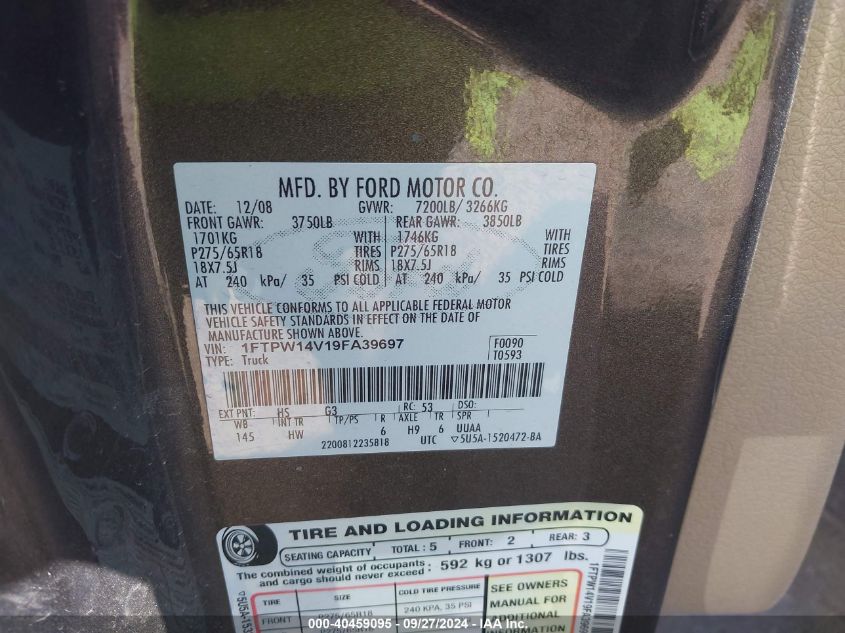 MFD. BY FORD MOTOR CO.
DATE: 12/08 GVWR: 7200LB/ 3266KG
FRONT GAWR: 3750LB REAR GAWR: 3850LB
1701KG WITH 1746KG WITH
P275/65R18 TIRES P275/65R18 TIRES
18X7.5J RIMS 18X7.5J RIMS
AT 240 kPa/ 35 PSI COLD AT 240 kPa/ 35 PSI COLD
THIS VEHICLE CONFORMS TO ALL APPLICABLE FEDERAL MOTOR
VEHICLE SAFETY STANDARDS IN EFFECT ON THE DATE OF
MANUFACTURE SHOWN ABOVE.
VIN: 1FTPW14V19FA39697 F0090
TYPE: Truck T0593
EXT PNT: HS G3 RC: 53 DSO:
WB INT TR TP/PS R AXLE TR SPR
145 HW 6 H9 6 UUAA
2200812235818 UTC ▽5U5A-1520472-BA
TIRE AND LOADING INFORMATION
SEATING CAPACITY TOTAL: 5 FRONT: 2 REAR: 3
The combined weight of occupants and cargo should never exceed: 592 kg or 1307 lbs.
TIRE SIZE COLD TIRE PRESSURE SEE OWNERS
MANUAL FOR
ADDITIONAL
FRONT P275/65R18 240 KPA, 35 PSI
000-40459095 - 09/27/2024 - IAA Inc.